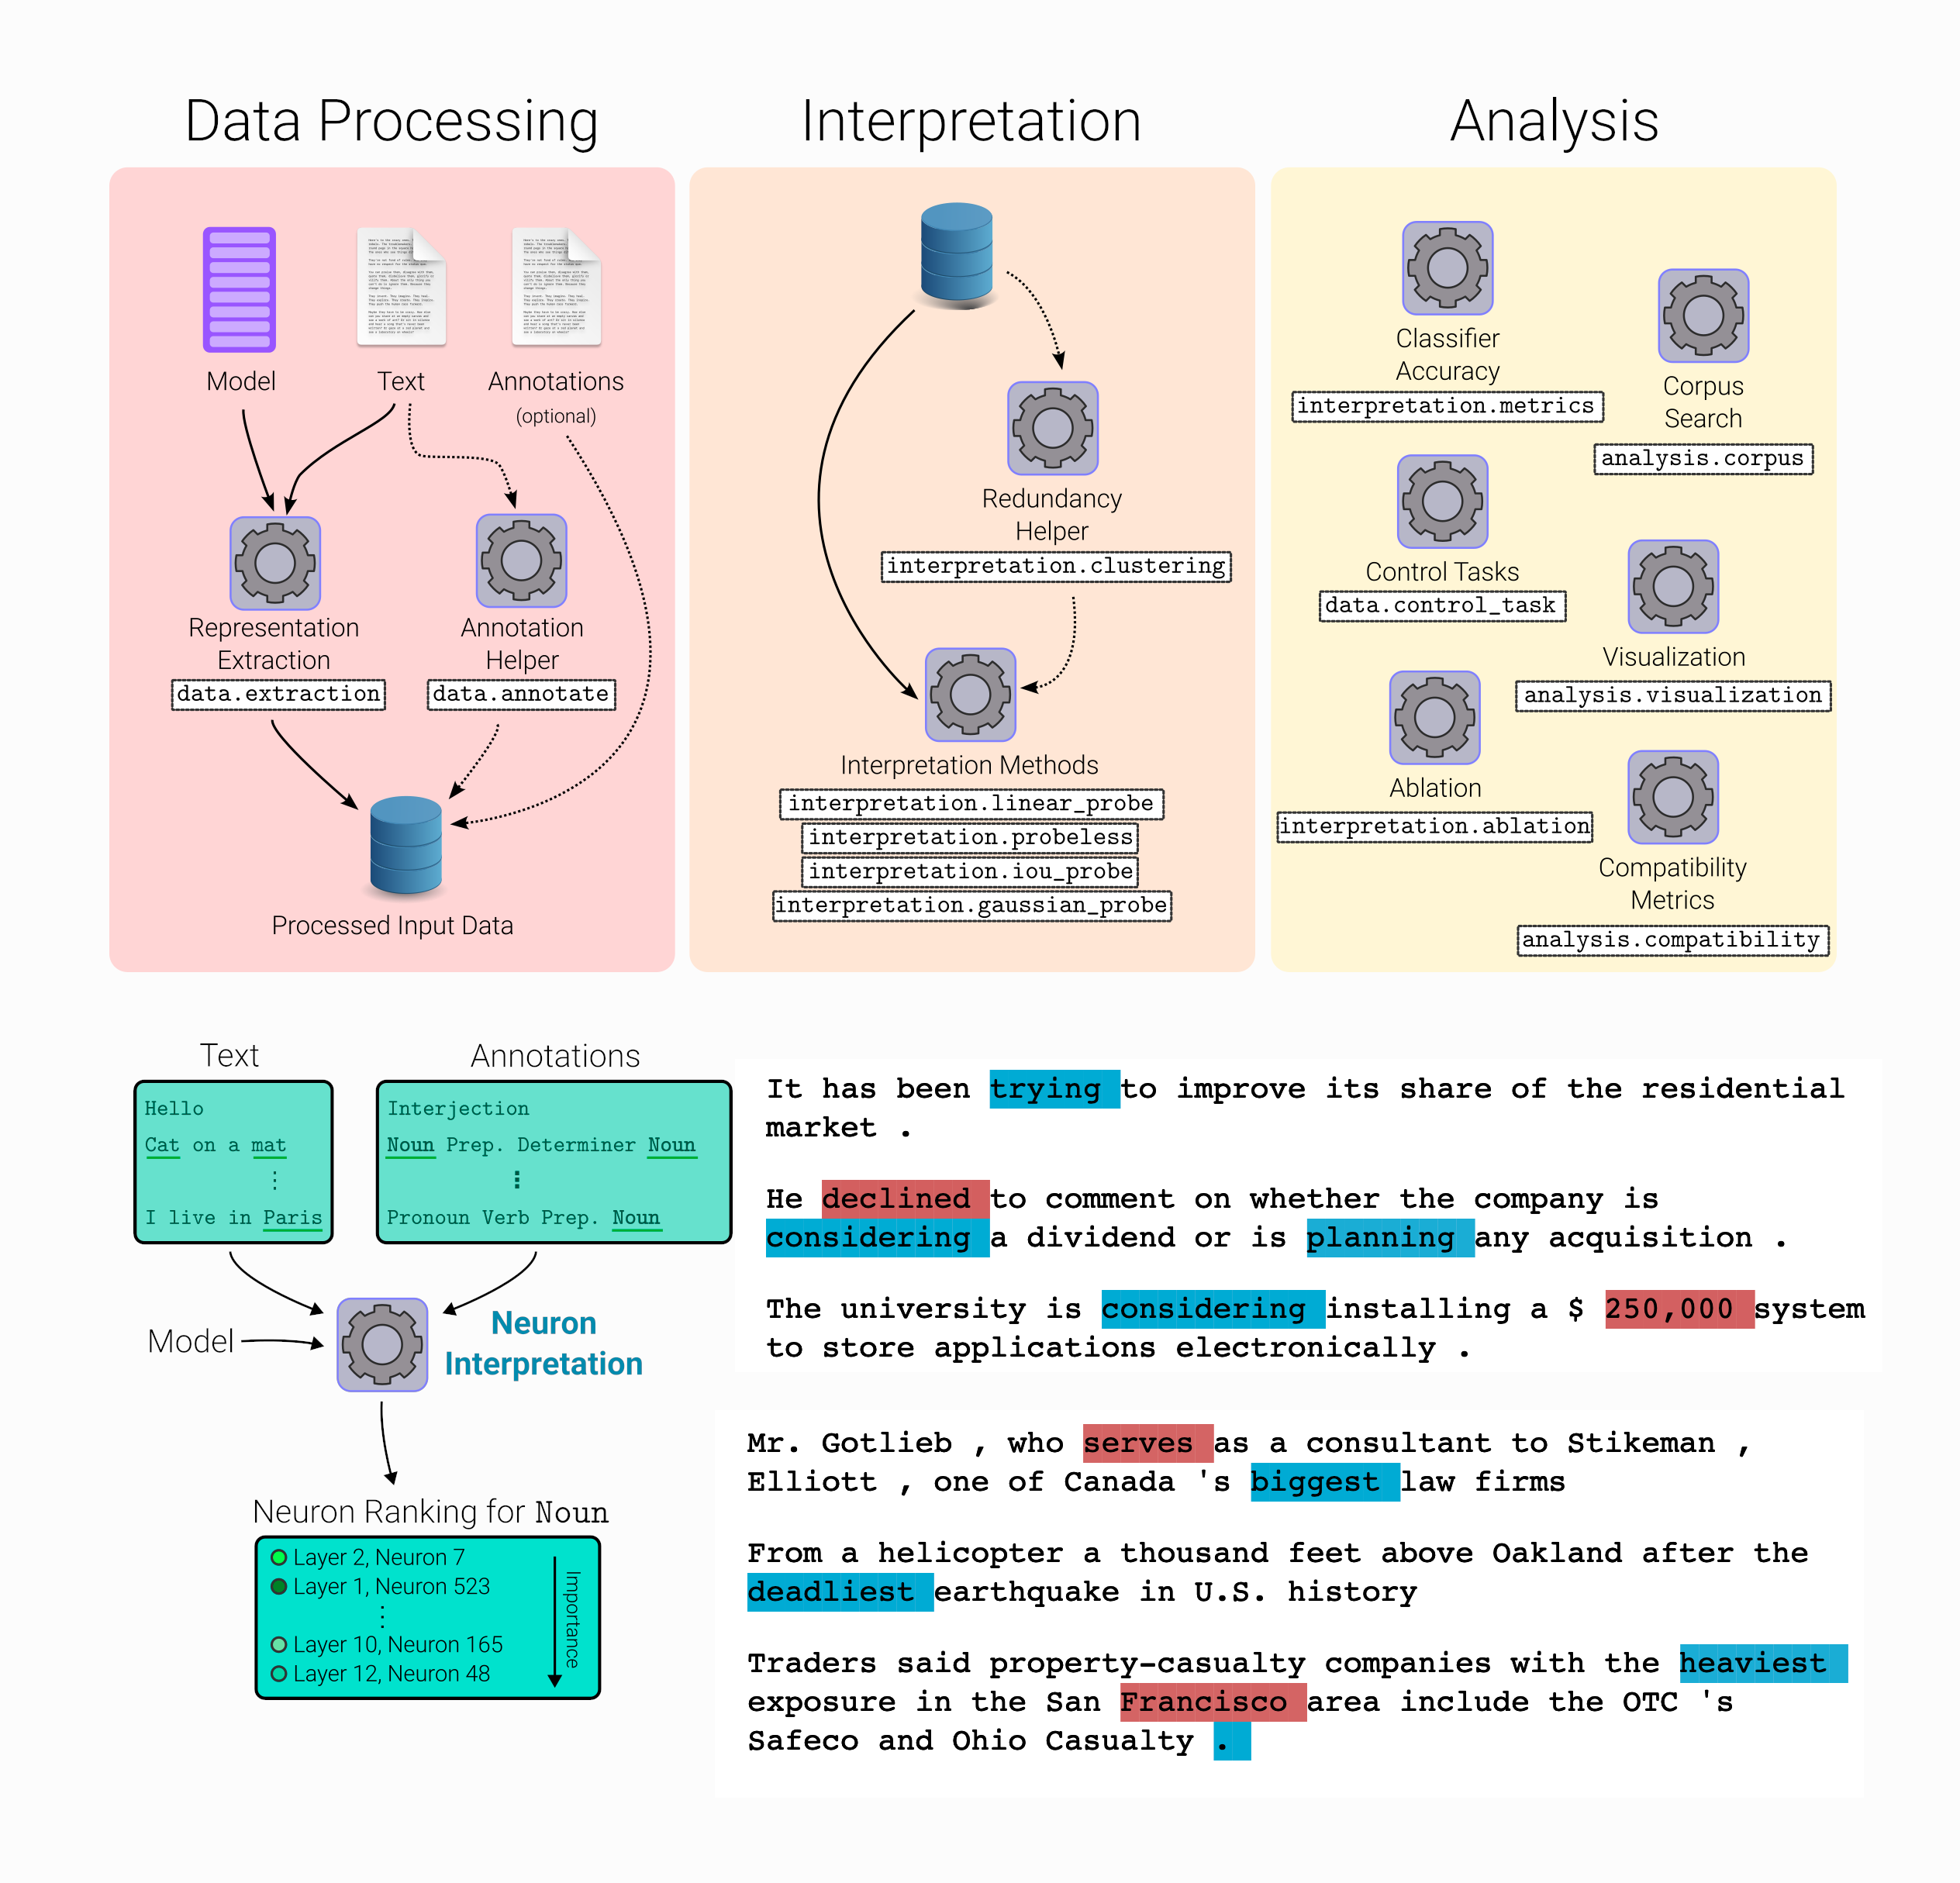 Data Processing
Interpretation
Analysis
Model
Text
Annotations
(optional)
Representation
Extraction
data.extraction
Annotation
Helper
data.annotate
Processed Input Data
Redundancy
Helper
interpretation.clustering
Interpretation Methods
interpretation.linear_probe
interpretation.probeless
interpretation.iou_probe
interpretation.gaussian_probe
Classifier
Accuracy
interpretation.metrics
Corpus
Search
analysis.corpus
Control Tasks
data.control_task
Visualization
analysis.visualization
Ablation
interpretation.ablation
Compatibility
Metrics
analysis.compatibility
Text
Hello
Cat on a mat
⋮
I live in Paris
Annotations
Interjection
Noun Prep. Determiner Noun
⋮
Pronoun Verb Prep. Noun
Model
Neuron
Interpretation
Neuron Ranking for Noun
Layer 2, Neuron 7
Layer 1, Neuron 523
⋮
Layer 10, Neuron 165
Layer 12, Neuron 48
Importance
It has been trying to improve its share of the residential
market .
He declined to comment on whether the company is
considering a dividend or is planning any acquisition .
The university is considering installing a $ 250,000 system
to store applications electronically .
Mr. Gotlieb , who serves as a consultant to Stikeman ,
Elliott , one of Canada 's biggest law firms
From a helicopter a thousand feet above Oakland after the
deadliest earthquake in U.S. history
Traders said property-casualty companies with the heaviest
exposure in the San Francisco area include the OTC 's
Safeco and Ohio Casualty .